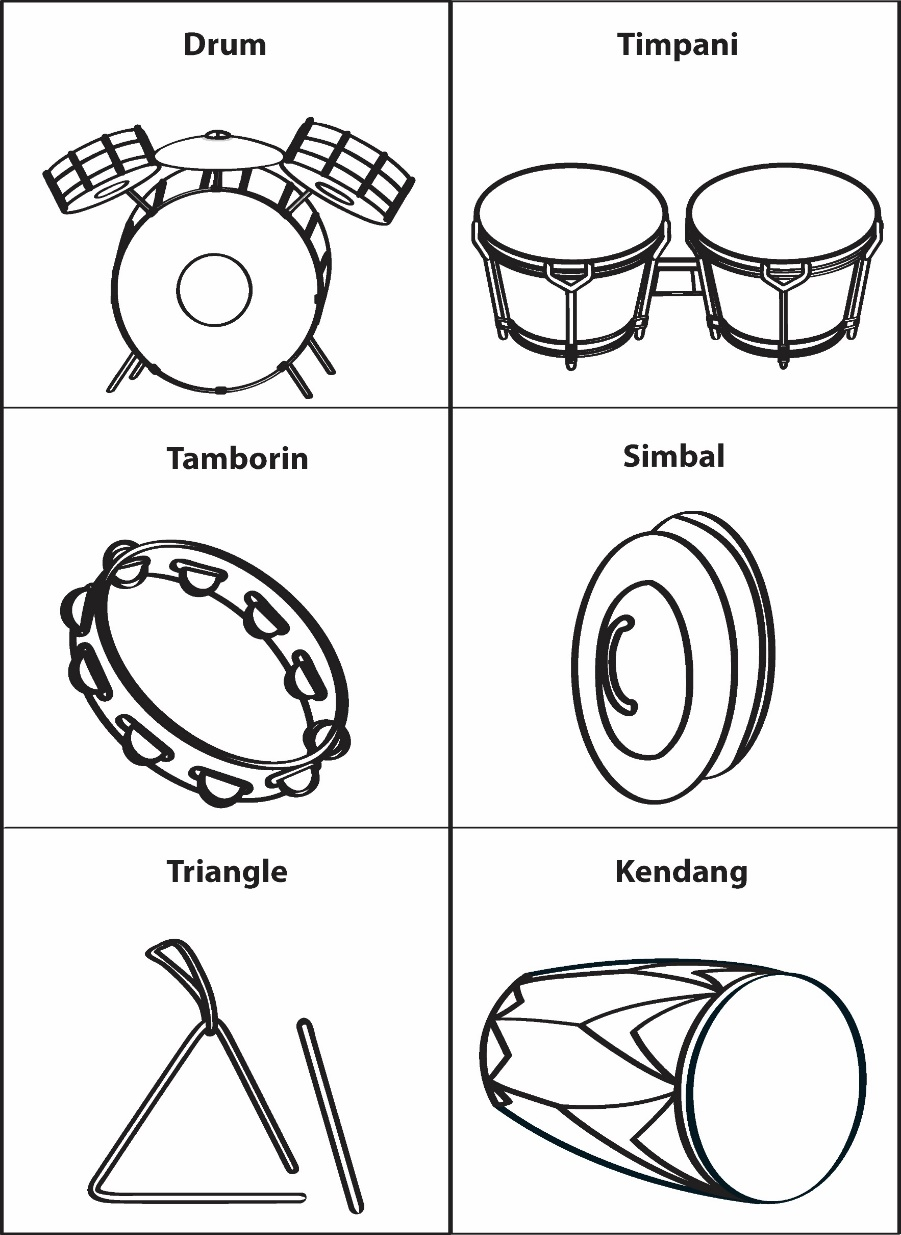 Drum
Timpani
Tamborin
Simbal
Triangle
Kendang